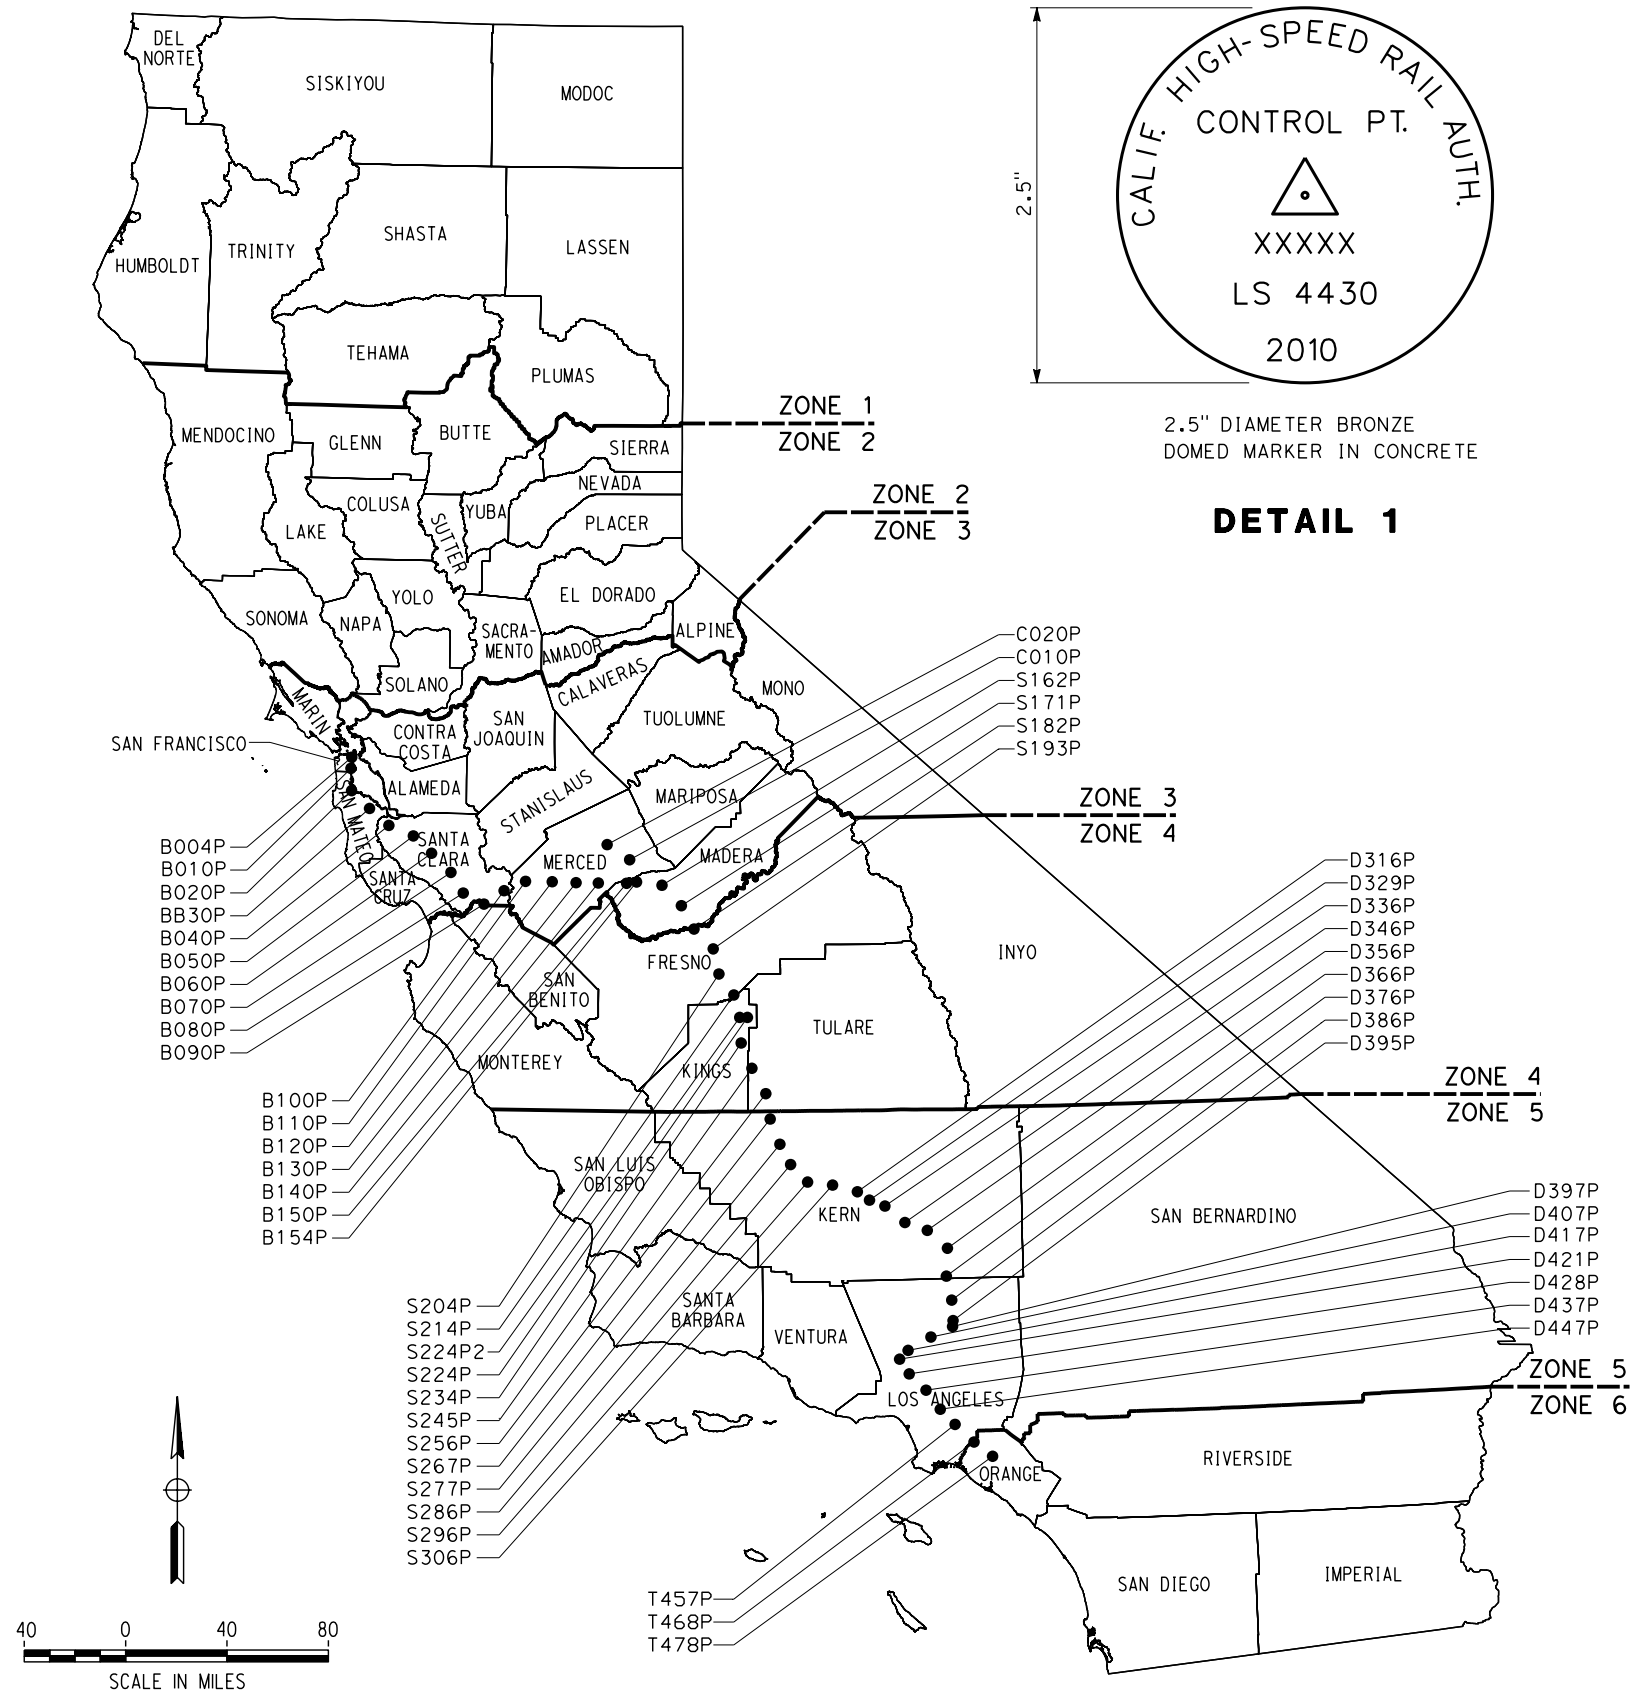 DEL
NORTE
SISKIYOU
MODOC
HUMBOLDT
TRINITY
SHASTA
LASSEN
TEHAMA
PLUMAS
MENDOCINO
GLENN
BUTTE
SIERRA
NEVADA
PLACER
COLUSA
SUTTER
YUBA
LAKE
EL DORADO
YOLO
SONOMA
NAPA
SACRA-
MENTO
AMADOR
ALPINE
SOLANO
CALAVERAS
MARIN
MONO
SAN
JOAQUIN
TUOLUMNE
CONTRA
COSTA
SAN FRANCISCO
ALAMEDA
STANISLAUS
MARIPOSA
SAN MATEO
SANTA
CLARA
MERCED
MADERA
SANTA
CRUZ
FRESNO
INYO
SAN
BENITO
TULARE
MONTEREY
KINGS
SAN LUIS
OBISPO
KERN
SAN BERNARDINO
SANTA
BARBARA
VENTURA
LOS ANGELES
ORANGE
RIVERSIDE
SAN DIEGO
IMPERIAL
ZONE 1
ZONE 2
ZONE 2
ZONE 3
ZONE 3
ZONE 4
ZONE 4
ZONE 5
ZONE 5
ZONE 6
CALIF. HIGH-SPEED RAIL AUTH.
CONTROL PT.
XXXXX
LS 4430
2010
2.5"
2.5" DIAMETER BRONZE
DOMED MARKER IN CONCRETE
DETAIL 1
C020P
C010P
S162P
S171P
S182P
S193P
B004P
B010P
B020P
BB30P
B040P
B050P
B060P
B070P
B080P
B090P
B100P
B110P
B120P
B130P
B140P
B150P
B154P
D316P
D329P
D336P
D346P
D356P
D366P
D376P
D386P
D395P
D397P
D407P
D417P
D421P
D428P
D437P
D447P
S204P
S214P
S224P2
S224P
S234P
S245P
S256P
S267P
S277P
S286P
S296P
S306P
T457P
T468P
T478P
40 0 40 80
SCALE IN MILES